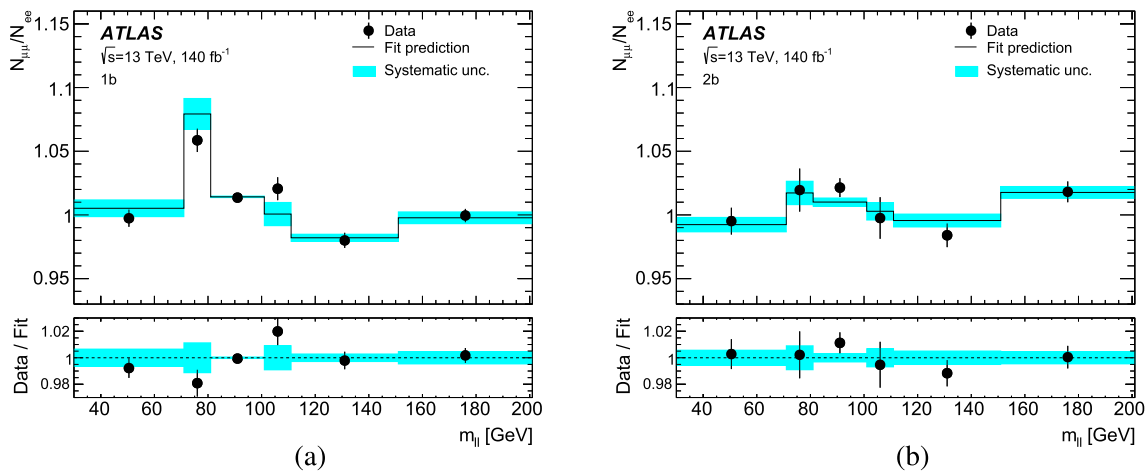 N_μμ/N_ee
1.15
1.1
1.05
1
0.95
ATLAS
√s=13 TeV, 140 fb⁻¹
1b
Data
Fit prediction
Systematic unc.
Data / Fit
1.02
1
0.98
40 60 80 100 120 140 160 180 200
m_ll [GeV]
(a)
N_μμ/N_ee
1.15
1.1
1.05
1
0.95
ATLAS
√s=13 TeV, 140 fb⁻¹
2b
Data
Fit prediction
Systematic unc.
Data / Fit
1.02
1
0.98
40 60 80 100 120 140 160 180 200
m_ll [GeV]
(b)